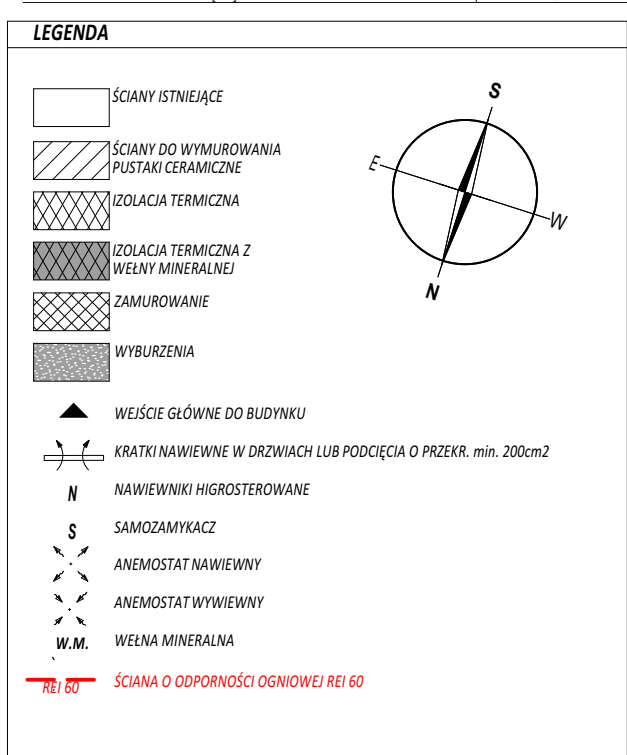 LEGENDA
S
E
W
N
ŚCIANY ISTNIEJĄCE
ŚCIANY DO WYMUROWANIA
PUSTAKI CERAMICZNE
IZOLACJA TERMICZNA
IZOLACJA TERMICZNA Z
WEŁNY MINERALNEJ
ZAMUROWANIE
WYBURZENIA
WEJŚCIE GŁÓWNE DO BUDYNKU
KRATKI NAWIEWNE W DRZWIACH LUB PODCIĘCIA O PRZEKR. min. 200cm2
N NAWIEWNIKI HIGROSTEROWANE
S SAMOZAMYKACZ
ANEMOSTAT NAWIEWNY
ANEMOSTAT WYWIEWNY
W.M. WEŁNA MINERALNA
REI 60 ŚCIANA O ODPORNOŚCI OGNIOWEJ REI 60